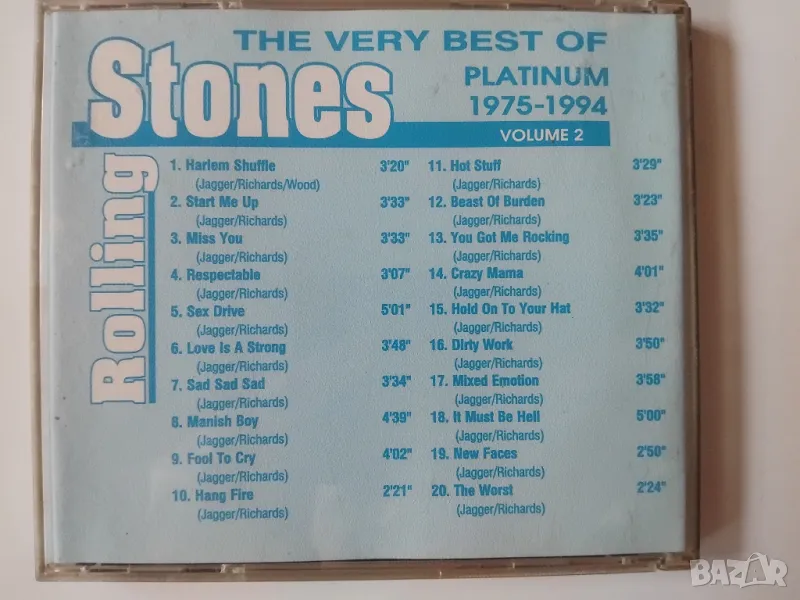 THE VERY BEST OF
Rolling Stones
PLATINUM
1975-1994
VOLUME 2
1. Harlem Shuffle 3'20"
(Jagger/Richards/Wood)
2. Start Me Up 3'33"
(Jagger/Richards)
3. Miss You 3'33"
(Jagger/Richards)
4. Respectable 3'07"
(Jagger/Richards)
5. Sex Drive 5'01"
(Jagger/Richards)
6. Love Is A Strong 3'48"
(Jagger/Richards)
7. Sad Sad Sad 3'34"
(Jagger/Richards)
8. Manish Boy 4'39"
(Jagger/Richards)
9. Fool To Cry 4'02"
(Jagger/Richards)
10. Hang Fire 2'21"
(Jagger/Richards)
11. Hot Stuff 3'29"
(Jagger/Richards)
12. Beast Of Burden 3'23"
(Jagger/Richards)
13. You Got Me Rocking 3'35"
(Jagger/Richards)
14. Crazy Mama 4'01"
(Jagger/Richards)
15. Hold On To Your Hat 3'32"
(Jagger/Richards)
16. Dirty Work 3'50"
(Jagger/Richards)
17. Mixed Emotion 3'58"
(Jagger/Richards)
18. It Must Be Hell 5'00"
(Jagger/Richards)
19. New Faces 2'50"
(Jagger/Richards)
20. The Worst 2'24"
(Jagger/Richards)
BAZAR